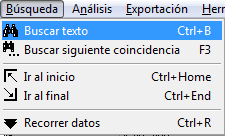 Búsqueda Análisis Exportación
Buscar texto Ctrl+B
Buscar siguiente coincidencia F3
Ir al inicio Ctrl+Home
Ir al final Ctrl+End
Recorrer datos Ctrl+R